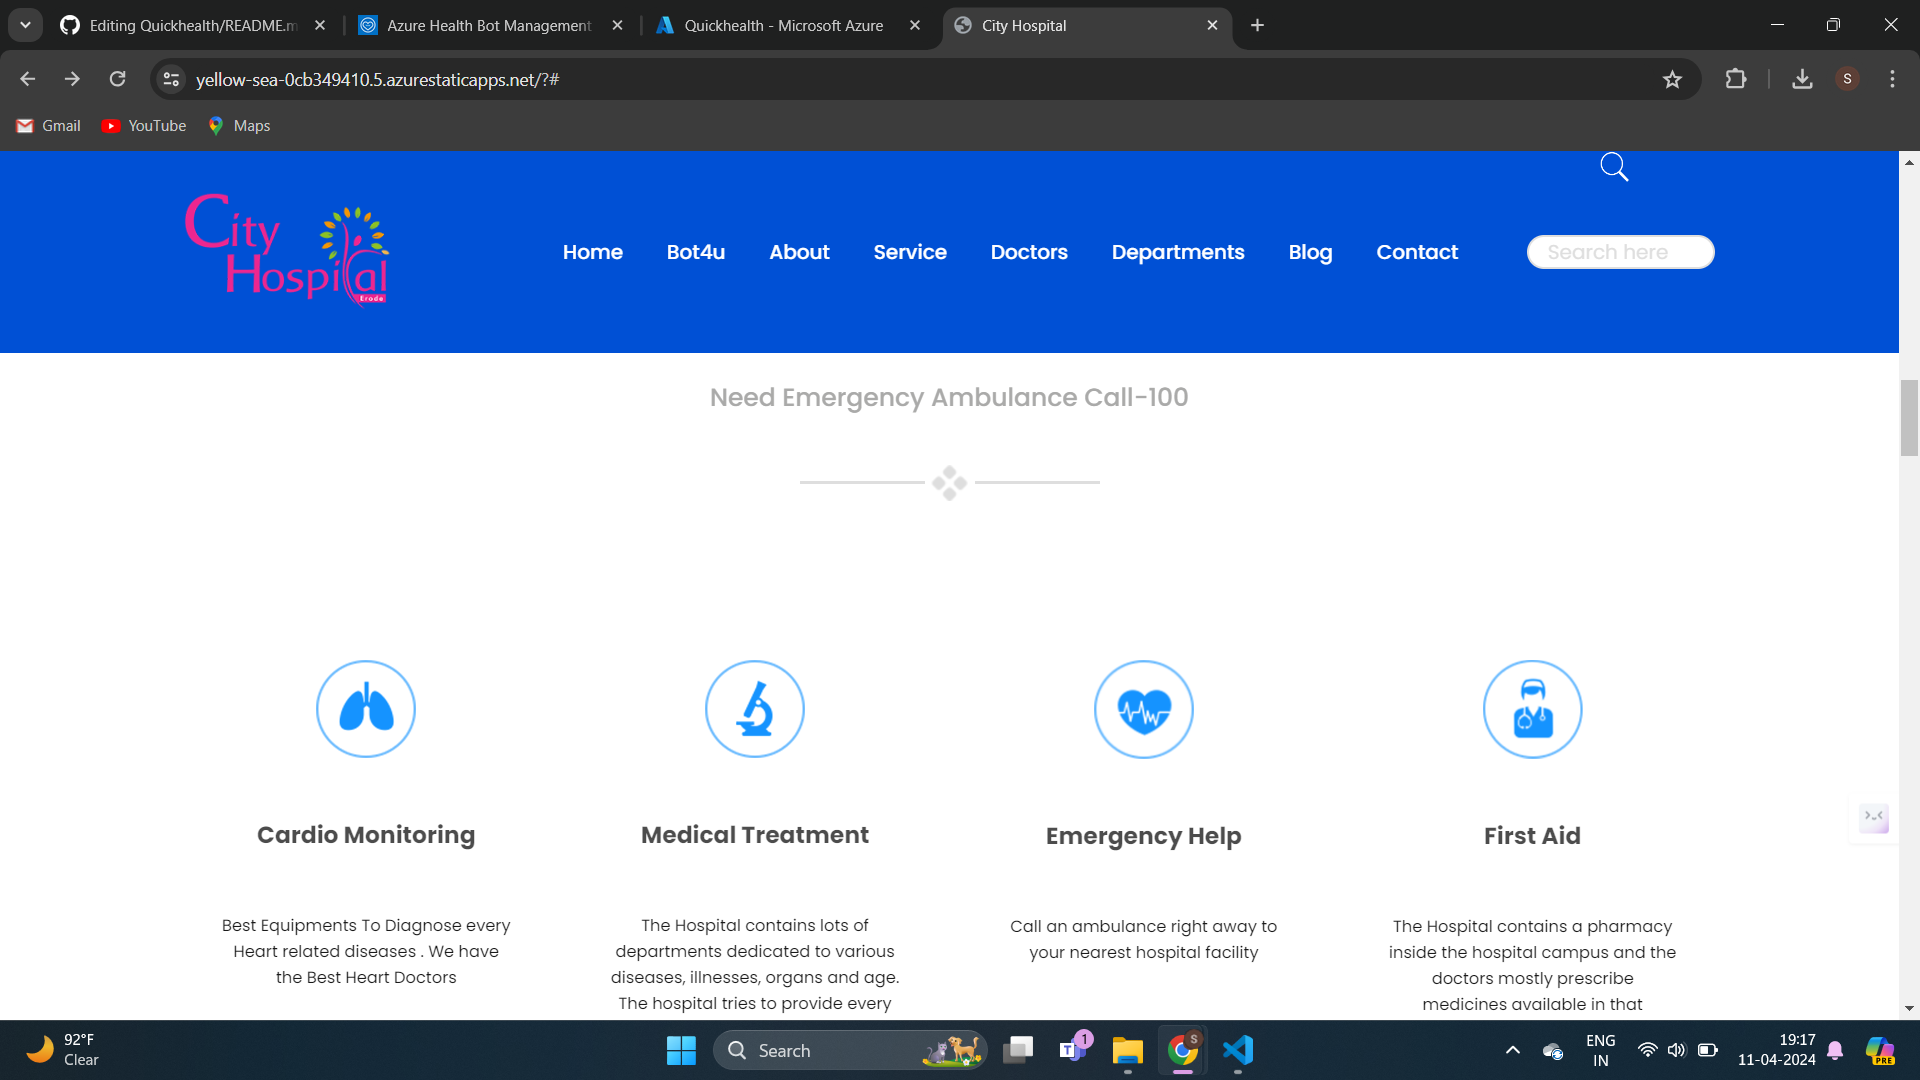 Editing Quickhealth/README.m
Azure Health Bot Management
Quickhealth - Microsoft Azure
City Hospital
yellow-sea-0cb349410.5.azurestaticapps.net/?#
S
Gmail
YouTube
Maps
City
Hospital
Erode
Home
Bot4u
About
Service
Doctors
Departments
Blog
Contact
Search here
Need Emergency Ambulance Call-100
Cardio Monitoring
Medical Treatment
Emergency Help
First Aid
Best Equipments To Diagnose every
Heart related diseases . We have
the Best Heart Doctors
The Hospital contains lots of
departments dedicated to various
diseases, illnesses, organs and age.
The hospital tries to provide every
Call an ambulance right away to
your nearest hospital facility
The Hospital contains a pharmacy
inside the hospital campus and the
doctors mostly prescribe
medicines available in that
92°F
Clear
Search
T
1
S
ENG
IN
19:17
11-04-2024
PRE